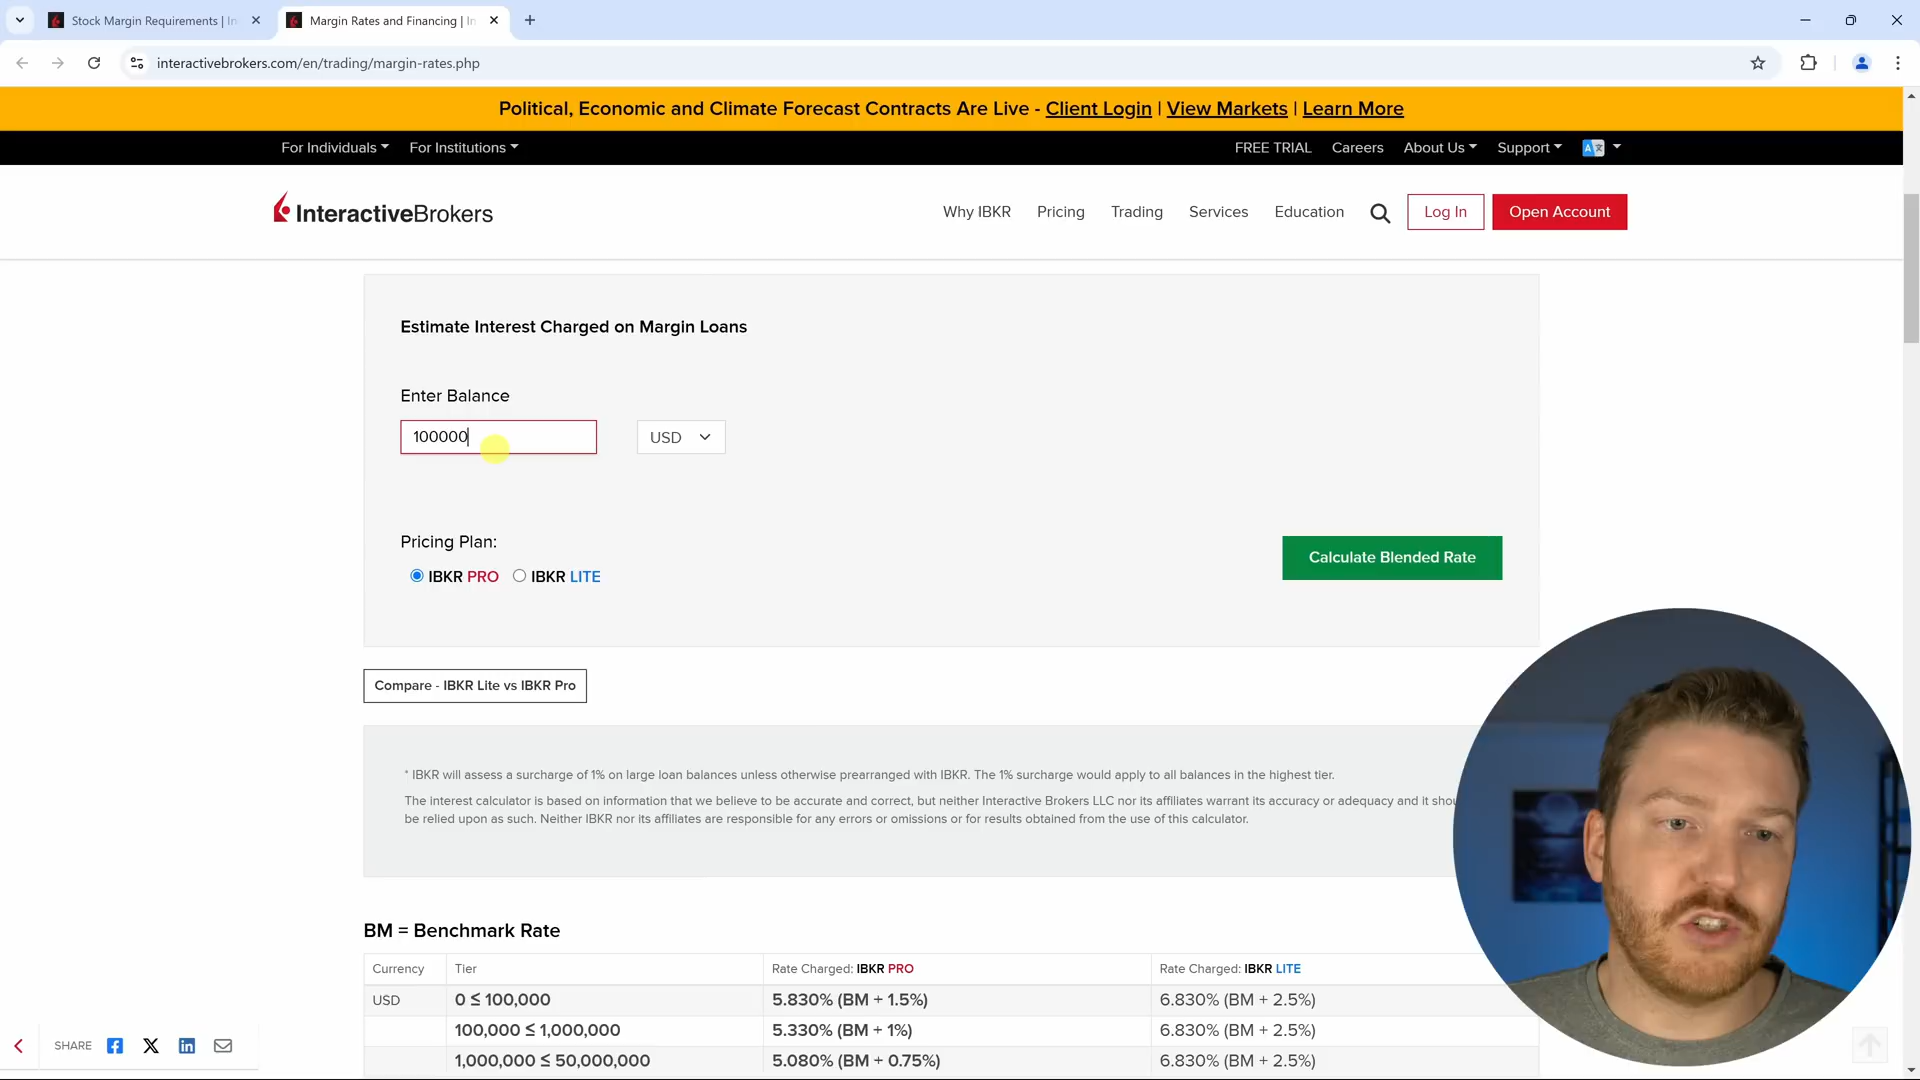 Stock Margin Requirements | In
Margin Rates and Financing | In
interactivebrokers.com/en/trading/margin-rates.php
Political, Economic and Climate Forecast Contracts Are Live - Client Login | View Markets | Learn More
For Individuals For Institutions FREE TRIAL Careers About Us Support
InteractiveBrokers Why IBKR Pricing Trading Services Education Log In Open Account
Estimate Interest Charged on Margin Loans
Enter Balance
100000 USD
Pricing Plan:
Calculate Blended Rate
IBKR PRO IBKR LITE
Compare - IBKR Lite vs IBKR Pro
* IBKR will assess a surcharge of 1% on large loan balances unless otherwise prearranged with IBKR. The 1% surcharge would apply to all balances in the highest tier.
The interest calculator is based on information that we believe to be accurate and correct, but neither Interactive Brokers LLC nor its affiliates warrant its accuracy or adequacy and it shou
be relied upon as such. Neither IBKR nor its affiliates are responsible for any errors or omissions or for results obtained from the use of this calculator.
BM = Benchmark Rate
Currency Tier Rate Charged: IBKR PRO Rate Charged: IBKR LITE
USD 0 ≤ 100,000 5.830% (BM + 1.5%) 6.830% (BM + 2.5%)
100,000 ≤ 1,000,000 5.330% (BM + 1%) 6.830% (BM + 2.5%)
1,000,000 ≤ 50,000,000 5.080% (BM + 0.75%) 6.830% (BM + 2.5%)
SHARE